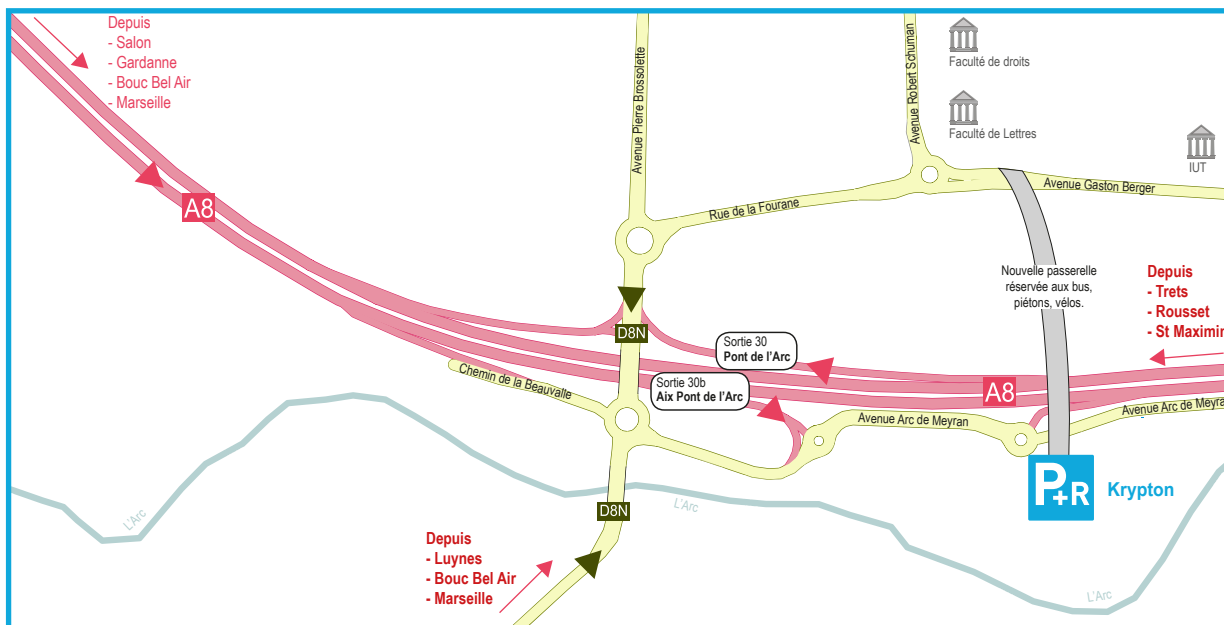 Depuis
- Salon
- Gardanne
- Bouc Bel Air
- Marseille
A8
Avenue Pierre Brossolette
Avenue Robert Schuman
Faculté de droits
Faculté de Lettres
IUT
Avenue Gaston Berger
Rue de la Fourane
Nouvelle passerelle
réservée aux bus,
piétons, vélos.
Depuis
- Trets
- Rousset
- St Maximin
D8N
Sortie 30
Pont de l'Arc
Sortie 30b
Aix Pont de l'Arc
Chemin de la Beauvalle
A8
Avenue Arc de Meyran
Avenue Arc de Meyra
P+R
Krypton
L'Arc
L'Arc
L'Arc
D8N
Depuis
- Luynes
- Bouc Bel Air
- Marseille